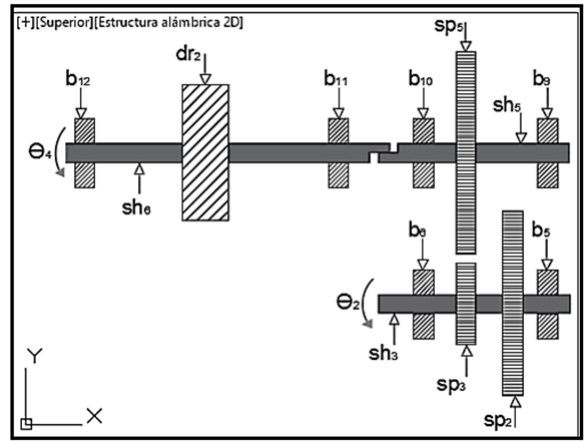 [+][Superior][Estructura alámbrica 2D]
sp5
dr2
b12
b11
b10
b9
sh5
Θ4
sh6
b6
b5
Θ2
sh3
sp3
sp2
Y
X